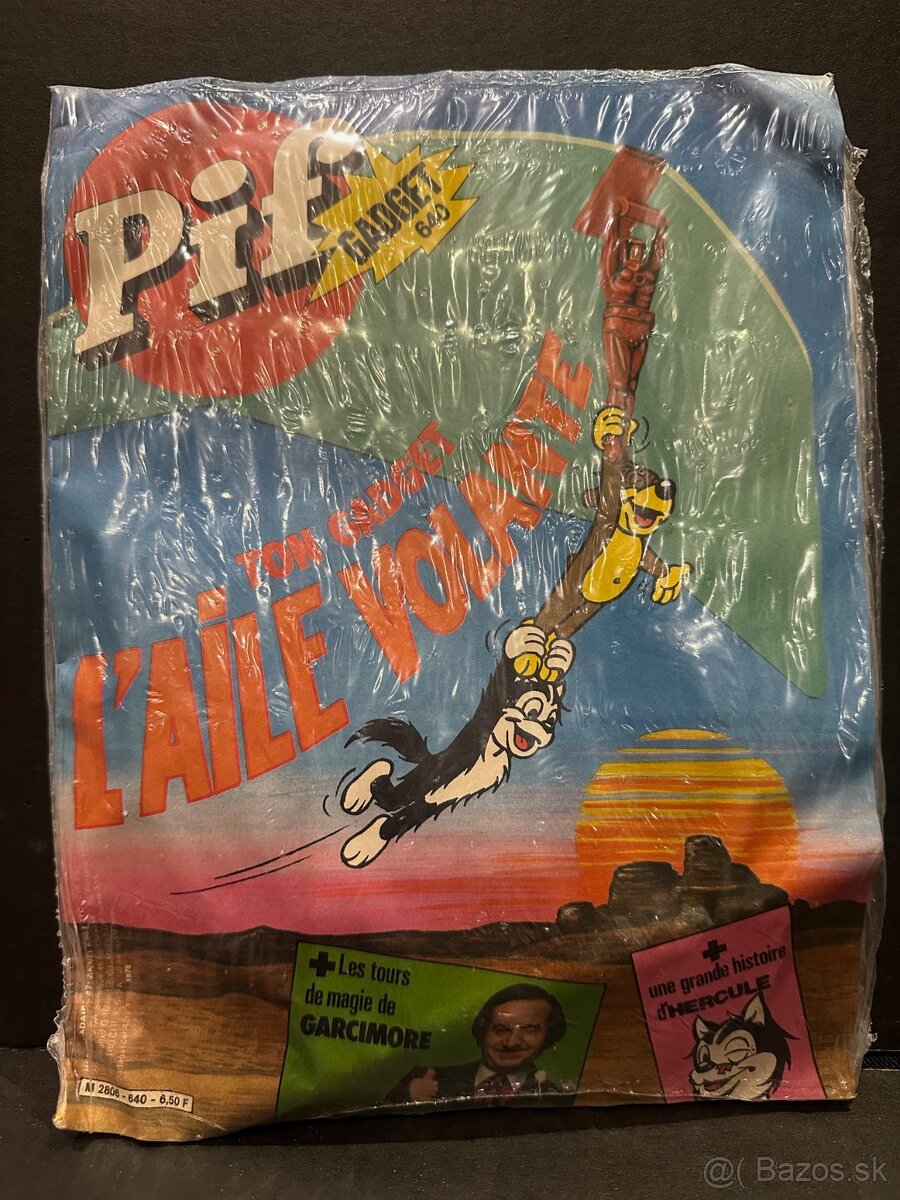 Pif
GADGET
640
TON GADGET
L'AILE VOLANTE
+ Les tours
de magie de
GARCIMORE
+
une grande histoire
d'HERCULE
M 2806 - 640 - 6,50 F
@( Bazos.sk